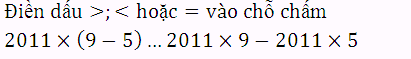 Điền dấu >;< hoặc = vào chỗ chấm
2011 × (9 − 5) … 2011 × 9 − 2011 × 5